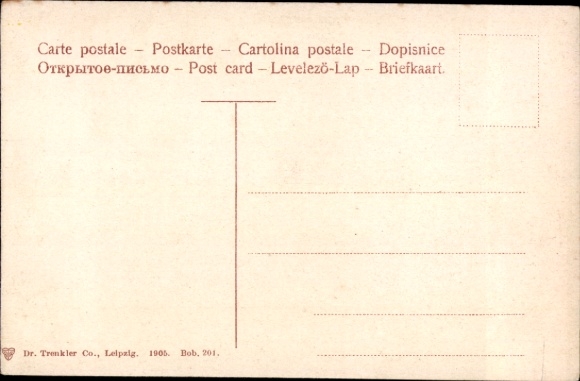 Carte postale – Postkarte – Cartolina postale – Dopisnice
Открытое-письмо – Post card – Levelező-Lap – Briefkaart.
Dr. Trenkler Co., Leipzig. 1905. Bob. 201.